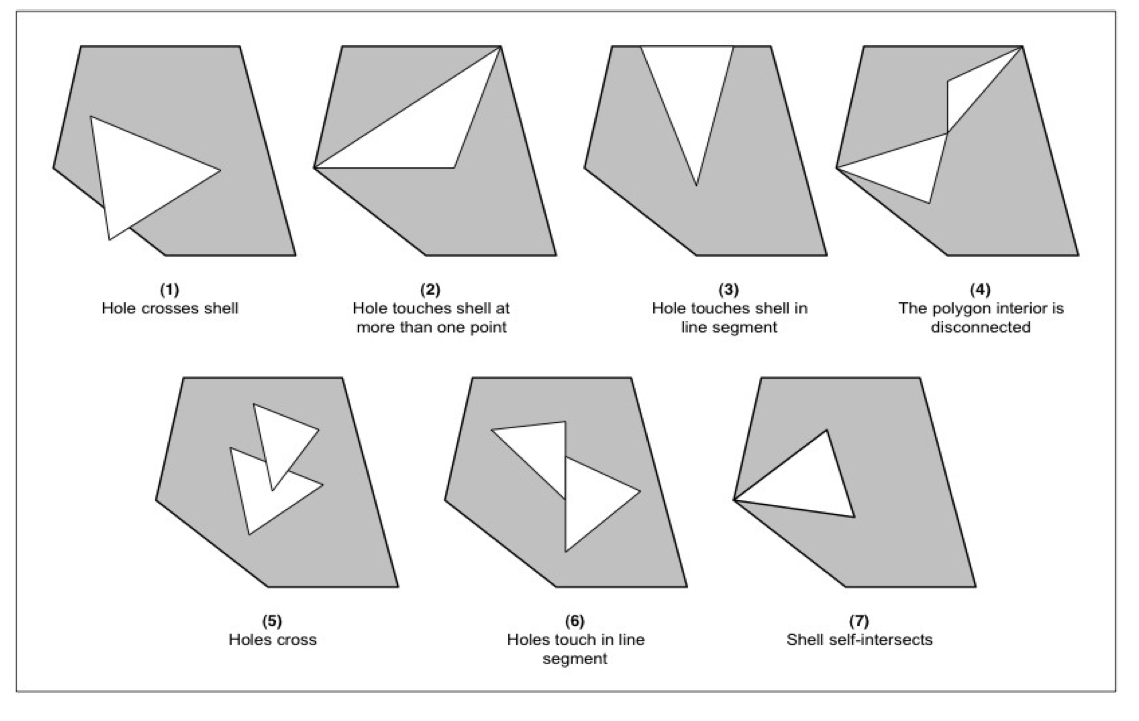 (1)
Hole crosses shell
(2)
Hole touches shell at
more than one point
(3)
Hole touches shell in
line segment
(4)
The polygon interior is
disconnected
(5)
Holes cross
(6)
Holes touch in line
segment
(7)
Shell self-intersects